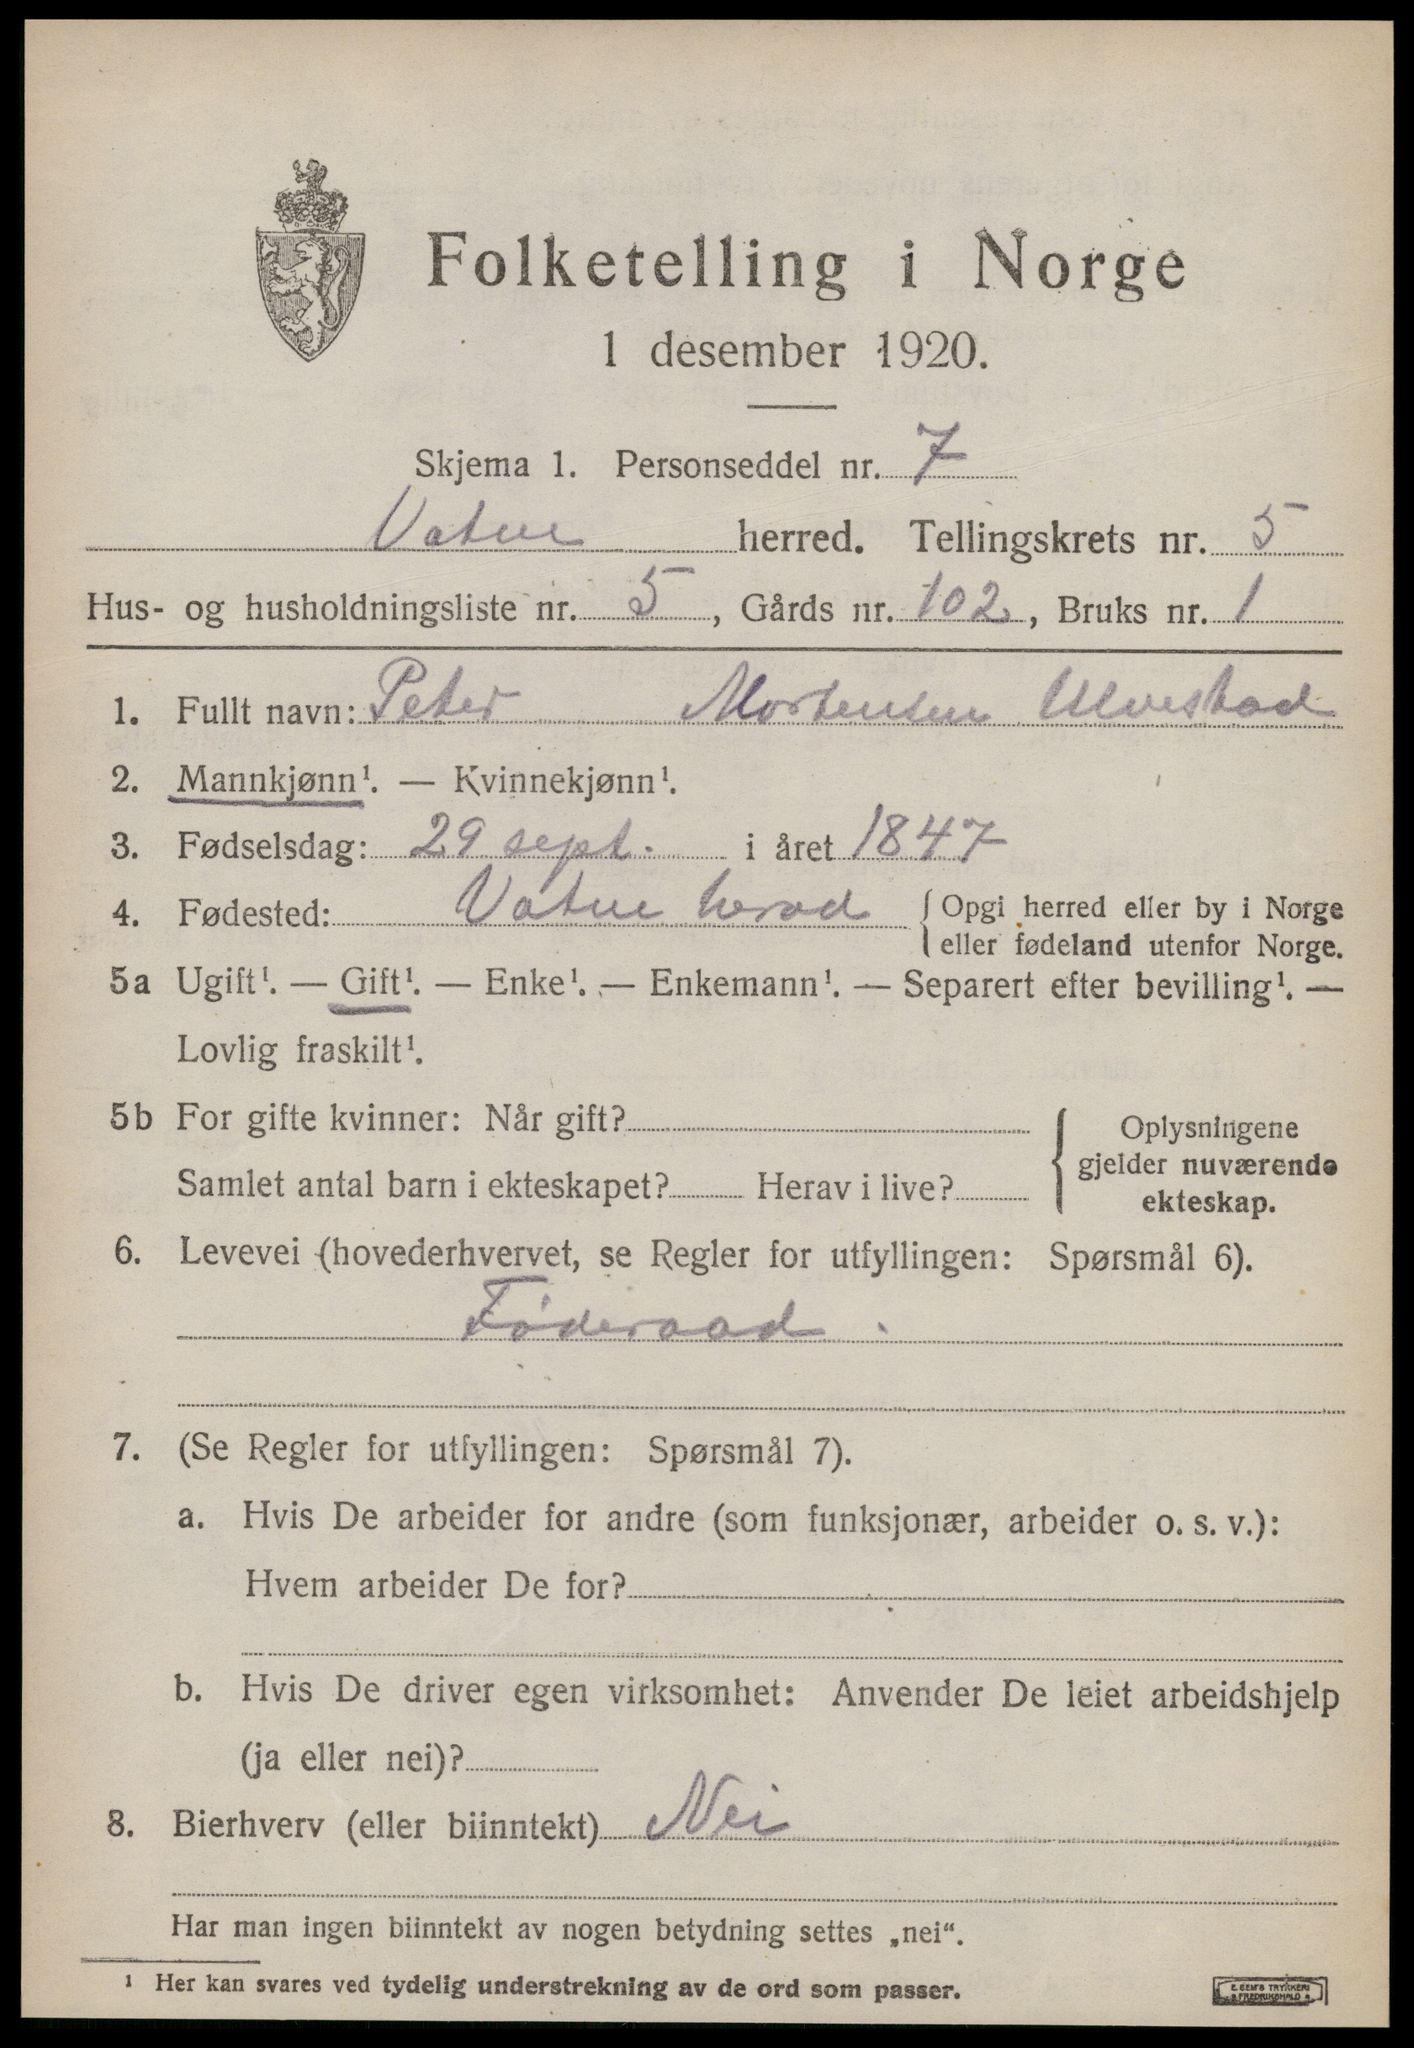 Folketelling i Norge
1 desember 1920.
Skjema 1. Personseddel nr. 7
Vatne herred. Tellingskrets nr. 5
Hus- og husholdningsliste nr. 5, Gårds nr. 102, Bruks nr. 1
1. Fullt navn: Peter Mortensen Ulvestad
2. Mannkjønn¹. — Kvinnekjønn¹.
3. Fødselsdag: 29 sept. i året 1847
4. Fødested: Vatne herad { Opgi herred eller by i Norge
eller fødeland utenfor Norge.
5a Ugift¹. — Gift¹. — Enke¹. — Enkemann¹. — Separert efter bevilling¹. —
Lovlig fraskilt¹.
5b For gifte kvinner: Når gift? { Oplysningene
gjelder nuværende
Samlet antal barn i ekteskapet? Herav i live? ekteskap.
6. Levevei (hovederhvervet, se Regler for utfyllingen: Spørsmål 6).
Føderaad.
7. (Se Regler for utfyllingen: Spørsmål 7).
a. Hvis De arbeider for andre (som funksjonær, arbeider o. s. v.):
Hvem arbeider De for?
b. Hvis De driver egen virksomhet: Anvender De leiet arbeidshjelp
(ja eller nei)?
8. Bierhverv (eller biinntekt) Nei
Har man ingen biinntekt av nogen betydning settes „nei“.
¹ Her kan svares ved tydelig understrekning av de ord som passer.
E. SEM'S TRYKKERI
FREDRIKSHALD